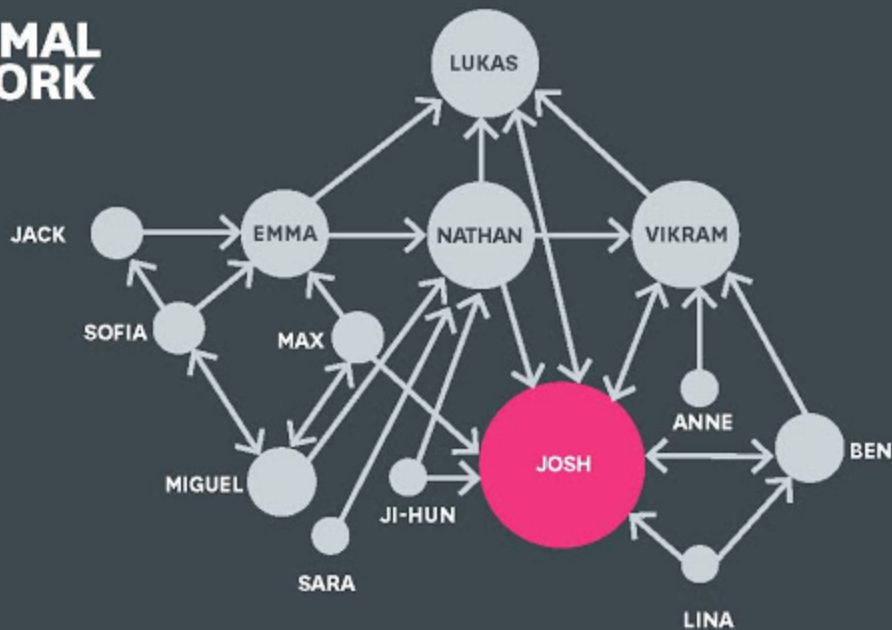 MAL
ORK
LUKAS
JACK
EMMA
NATHAN
VIKRAM
SOFIA
MAX
ANNE
MIGUEL
JI-HUN
JOSH
BEN
SARA
LINA